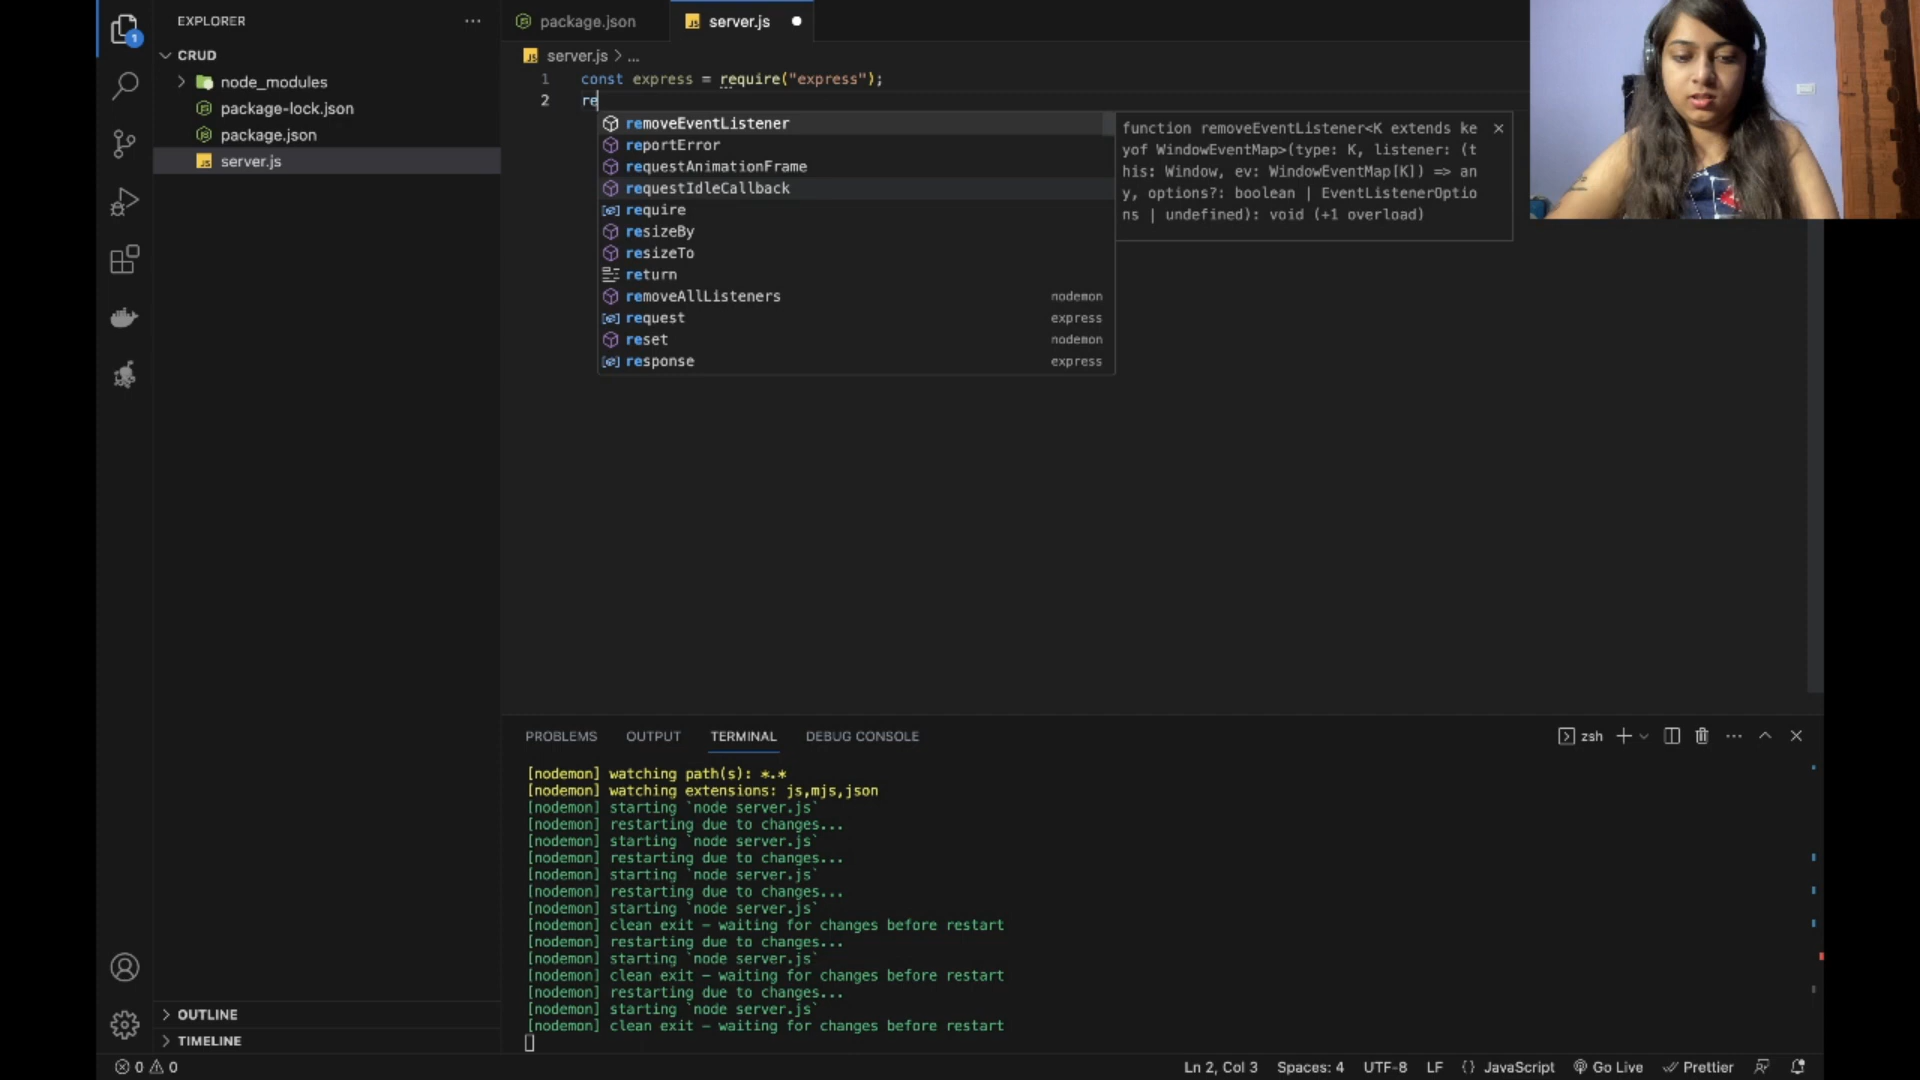 EXPLORER
package.json
server.js
CRUD
node_modules
package-lock.json
package.json
server.js
OUTLINE
TIMELINE
server.js > ...
1 const express = require("express");
2 re
removeEventListener
reportError
requestAnimationFrame
requestIdleCallback
require
resizeBy
resizeTo
return
removeAllListeners nodemon
request express
reset nodemon
response express
function removeEventListener<K extends ke
yof WindowEventMap>(type: K, listener: (t
his: Window, ev: WindowEventMap[K]) => an
y, options?: boolean | EventListenerOptio
ns | undefined): void (+1 overload)
PROBLEMS OUTPUT TERMINAL DEBUG CONSOLE
zsh
[nodemon] watching path(s): *.*
[nodemon] watching extensions: js,mjs,json
[nodemon] starting `node server.js`
[nodemon] restarting due to changes...
[nodemon] starting `node server.js`
[nodemon] restarting due to changes...
[nodemon] starting `node server.js`
[nodemon] restarting due to changes...
[nodemon] starting `node server.js`
[nodemon] clean exit - waiting for changes before restart
[nodemon] restarting due to changes...
[nodemon] starting `node server.js`
[nodemon] clean exit - waiting for changes before restart
[nodemon] restarting due to changes...
[nodemon] starting `node server.js`
[nodemon] clean exit - waiting for changes before restart
0 0
Ln 2, Col 3 Spaces: 4 UTF-8 LF {} JavaScript Go Live Prettier
1